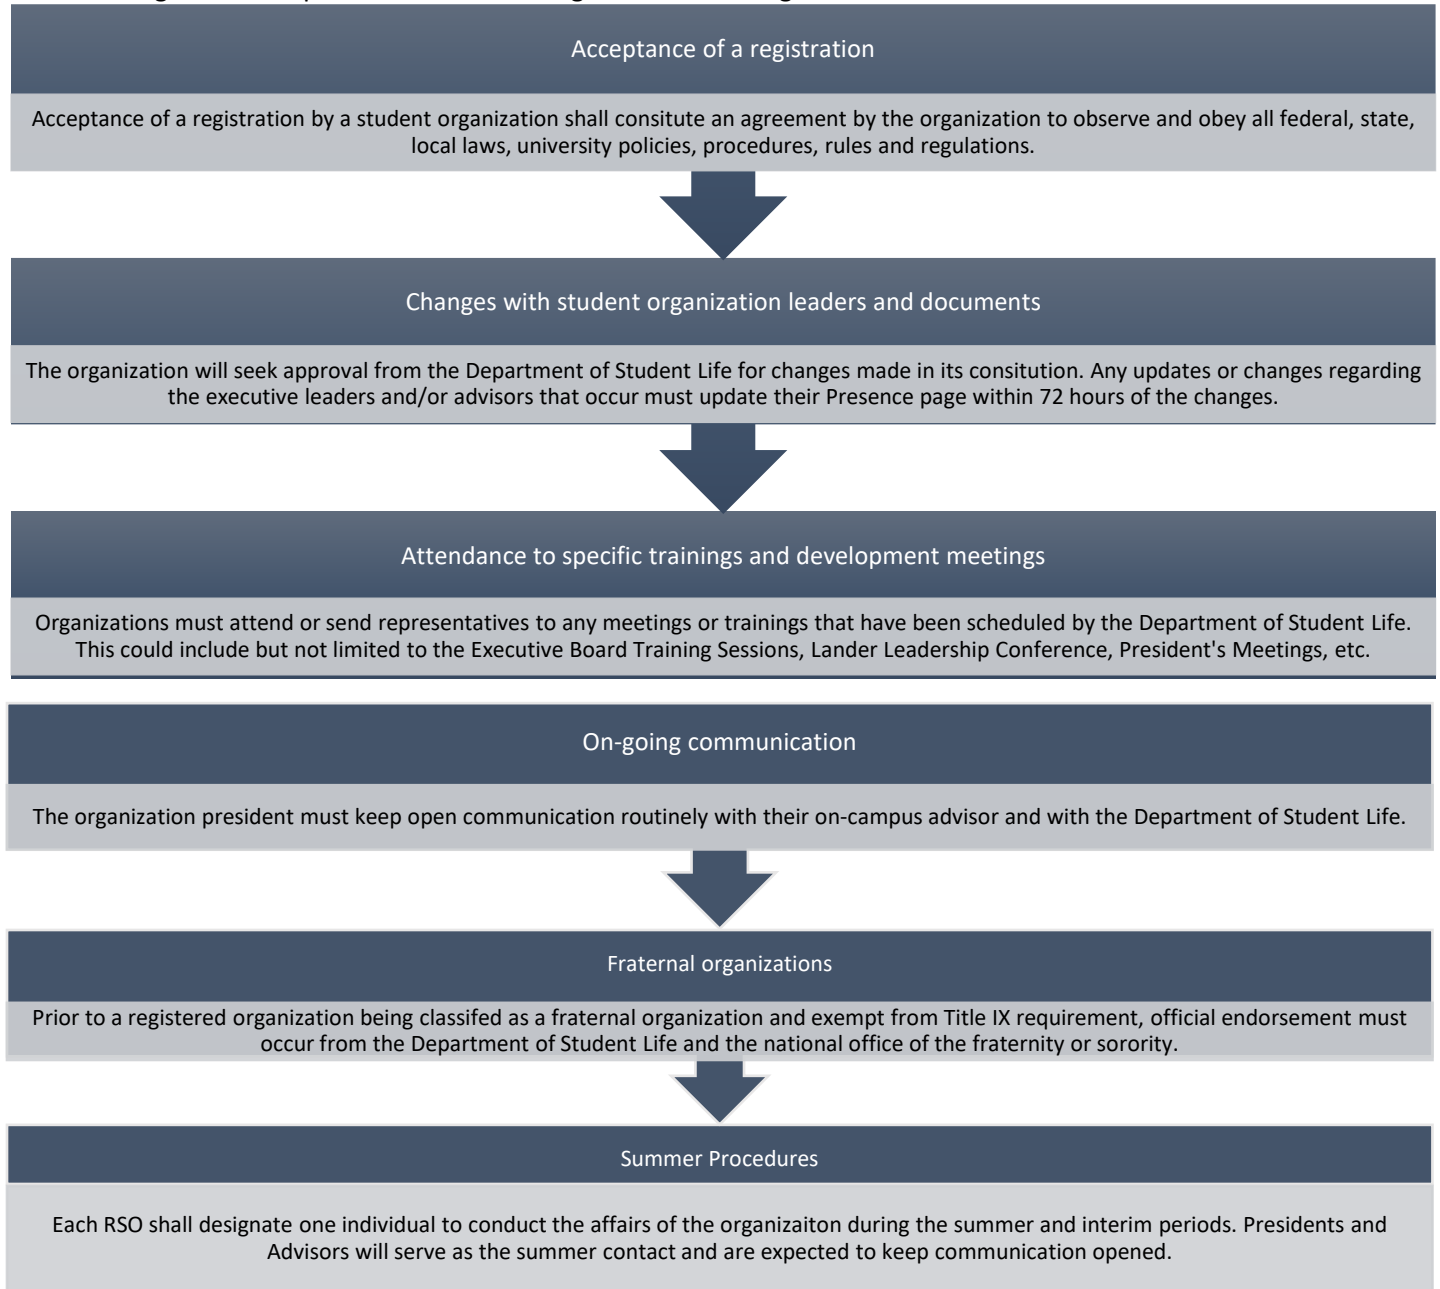 Acceptance of a registration
Acceptance of a registration by a student organization shall consitute an agreement by the organization to observe and obey all federal, state,
local laws, university policies, procedures, rules and regulations.
Changes with student organization leaders and documents
The organization will seek approval from the Department of Student Life for changes made in its consitution. Any updates or changes regarding
the executive leaders and/or advisors that occur must update their Presence page within 72 hours of the changes.
Attendance to specific trainings and development meetings
Organizations must attend or send representatives to any meetings or trainings that have been scheduled by the Department of Student Life.
This could include but not limited to the Executive Board Training Sessions, Lander Leadership Conference, President's Meetings, etc.
On-going communication
The organization president must keep open communication routinely with their on-campus advisor and with the Department of Student Life.
Fraternal organizations
Prior to a registered organization being classifed as a fraternal organization and exempt from Title IX requirement, official endorsement must
occur from the Department of Student Life and the national office of the fraternity or sorority.
Summer Procedures
Each RSO shall designate one individual to conduct the affairs of the organizaiton during the summer and interim periods. Presidents and
Advisors will serve as the summer contact and are expected to keep communication opened.